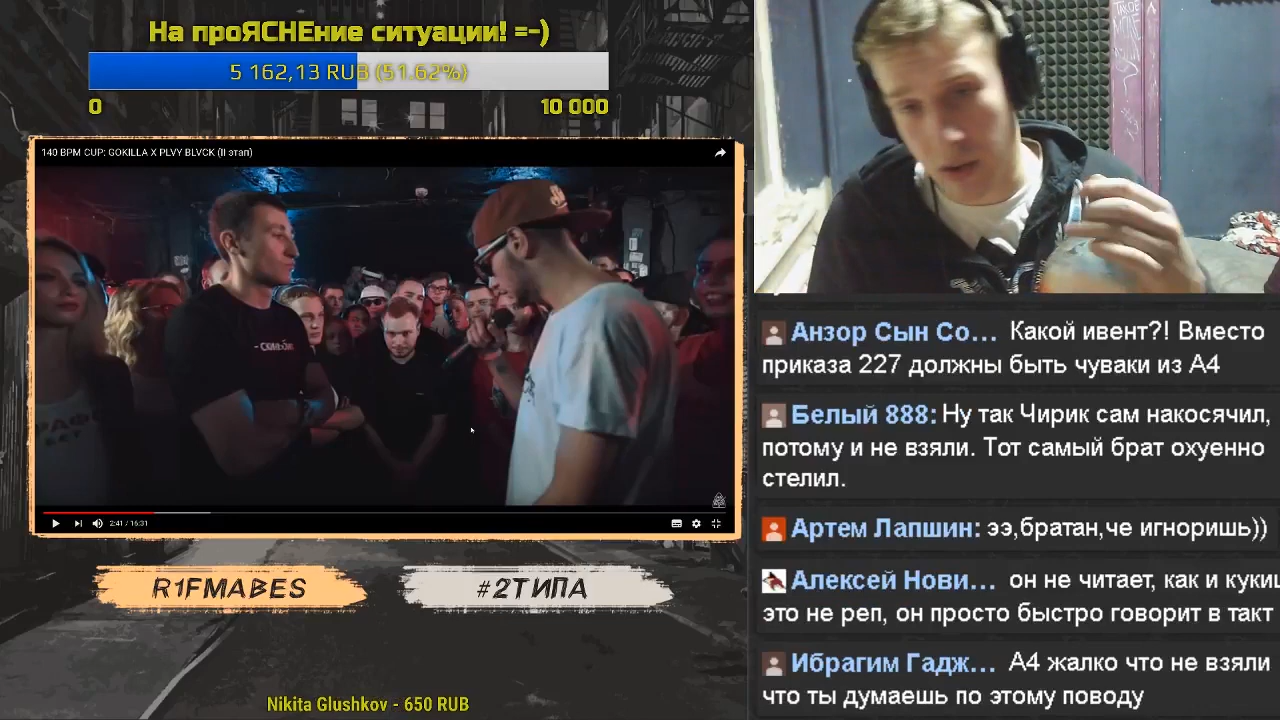 На проЯСНЕние ситуации! =-)
5 162,13 RUB (51.62%)
0
10 000
140 BPM CUP: GOKILLA X PLVY BLVCK (II этап)
2:41 / 16:31
R1FMABES
#2ТИПА
Nikita Glushkov - 650 RUB
Анзор Сын Со... Какой ивент?! Вместо
приказа 227 должны быть чуваки из А4
Белый 888: Ну так Чирик сам накосячил,
потому и не взяли. Тот самый брат охуенно
стелил.
Артем Лапшин: ээ,братан,че игноришь))
Алексей Нови... он не читает, как и кукиш
это не реп, он просто быстро говорит в такт
Ибрагим Гадж... А4 жалко что не взяли
что ты думаешь по этому поводу